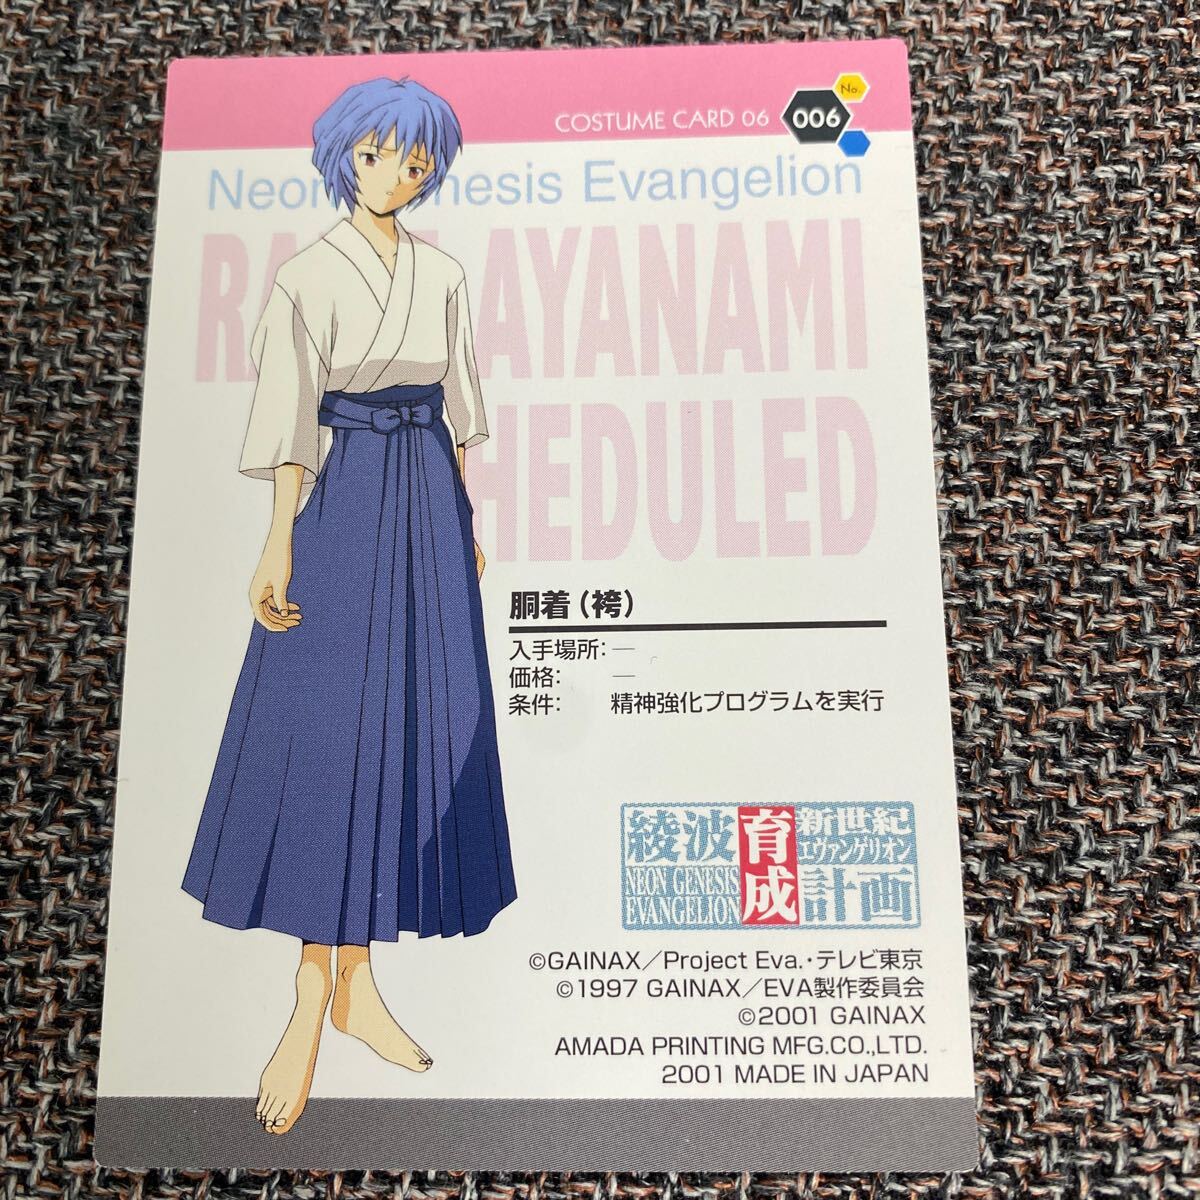 COSTUME CARD 06
No.
006
Neon Genesis Evangelion
AYANAMI
HEDULED
胴着(袴)
入手場所:—
価格: —
条件: 精神強化プログラムを実行
綾波育成計画
新世紀エヴァンゲリオン
NEON GENESIS
EVANGELION
©GAINAX/Project Eva.・テレビ東京
©1997 GAINAX/EVA製作委員会
©2001 GAINAX
AMADA PRINTING MFG.CO.,LTD.
2001 MADE IN JAPAN